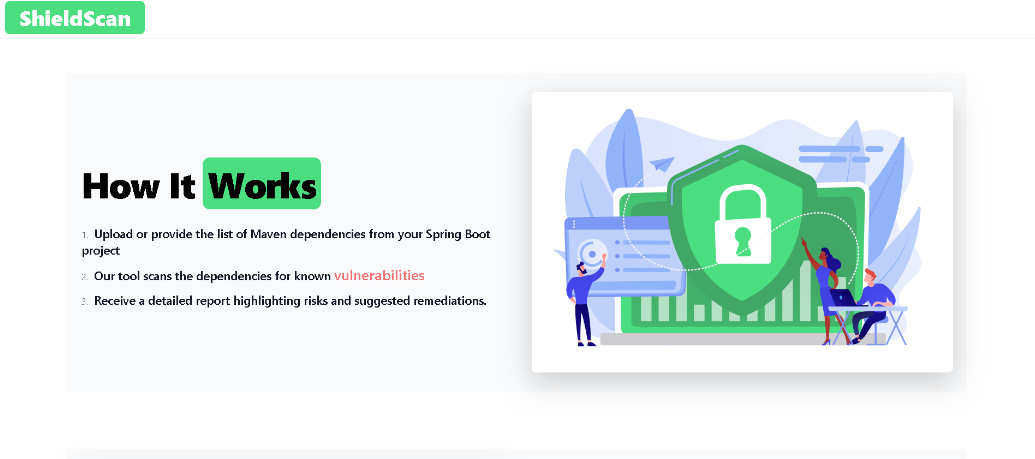 ShieldScan
How It Works
1. Upload or provide the list of Maven dependencies from your Spring Boot
project
2. Our tool scans the dependencies for known vulnerabilities
3. Receive a detailed report highlighting risks and suggested remediations.